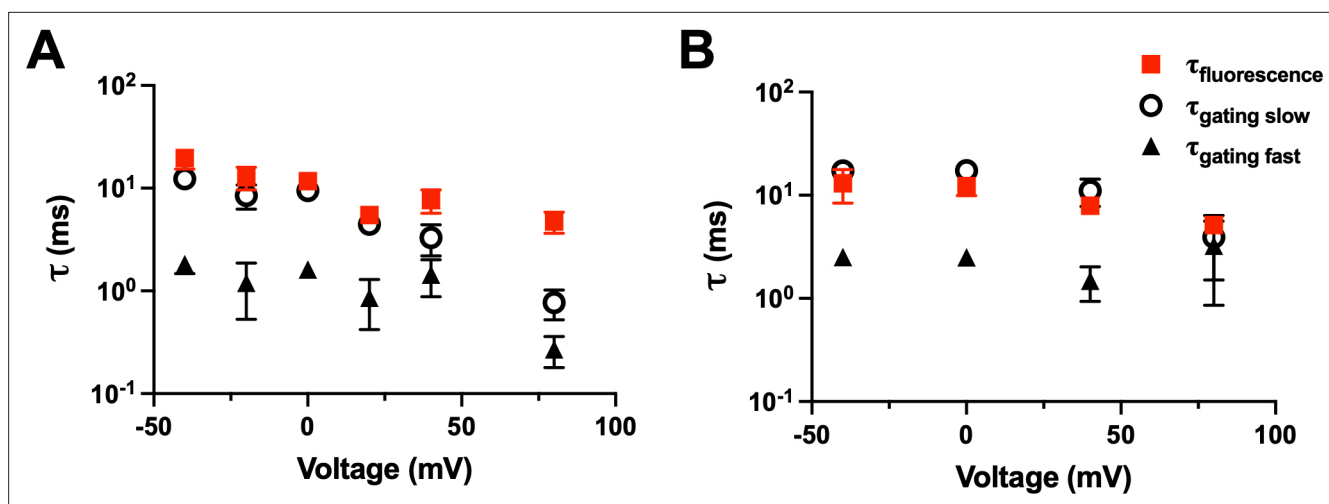 A
10²
10¹
10⁰
10⁻¹
τ (ms)
-50
0
50
100
Voltage (mV)
B
τfluorescence
τgating slow
τgating fast
10²
10¹
10⁰
10⁻¹
τ (ms)
-50
0
50
100
Voltage (mV)